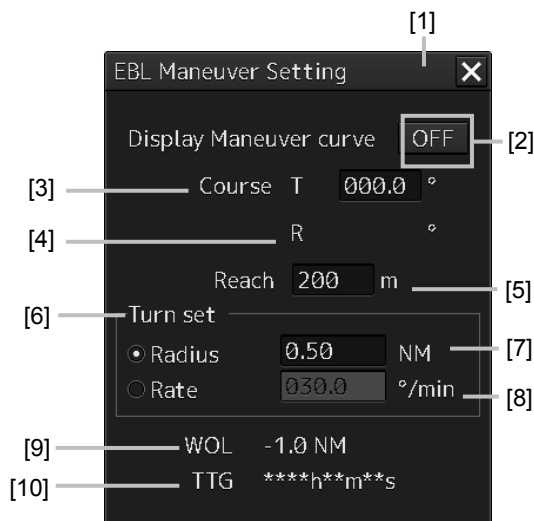 [1]
EBL Maneuver Setting X
Display Maneuver curve OFF [2]
[3] Course T 000.0 °
[4] R °
Reach 200 m [5]
[6] Turn set
Radius 0.50 NM [7]
Rate 030.0 °/min [8]
[9] WOL -1.0 NM
[10] TTG ****h**m**s